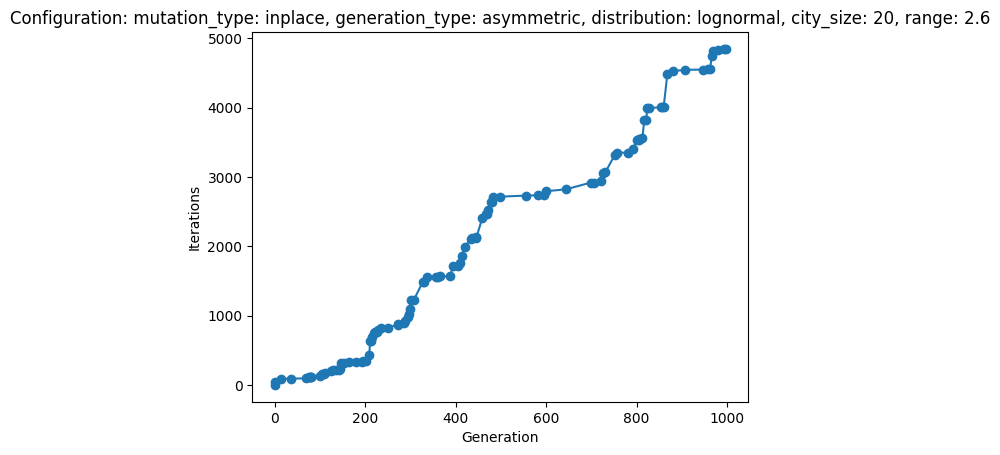 Configuration: mutation_type: inplace, generation_type: asymmetric, distribution: lognormal, city_size: 20, range: 2.6
5000
4000
3000
2000
1000
0
Iterations
0 200 400 600 800 1000
Generation